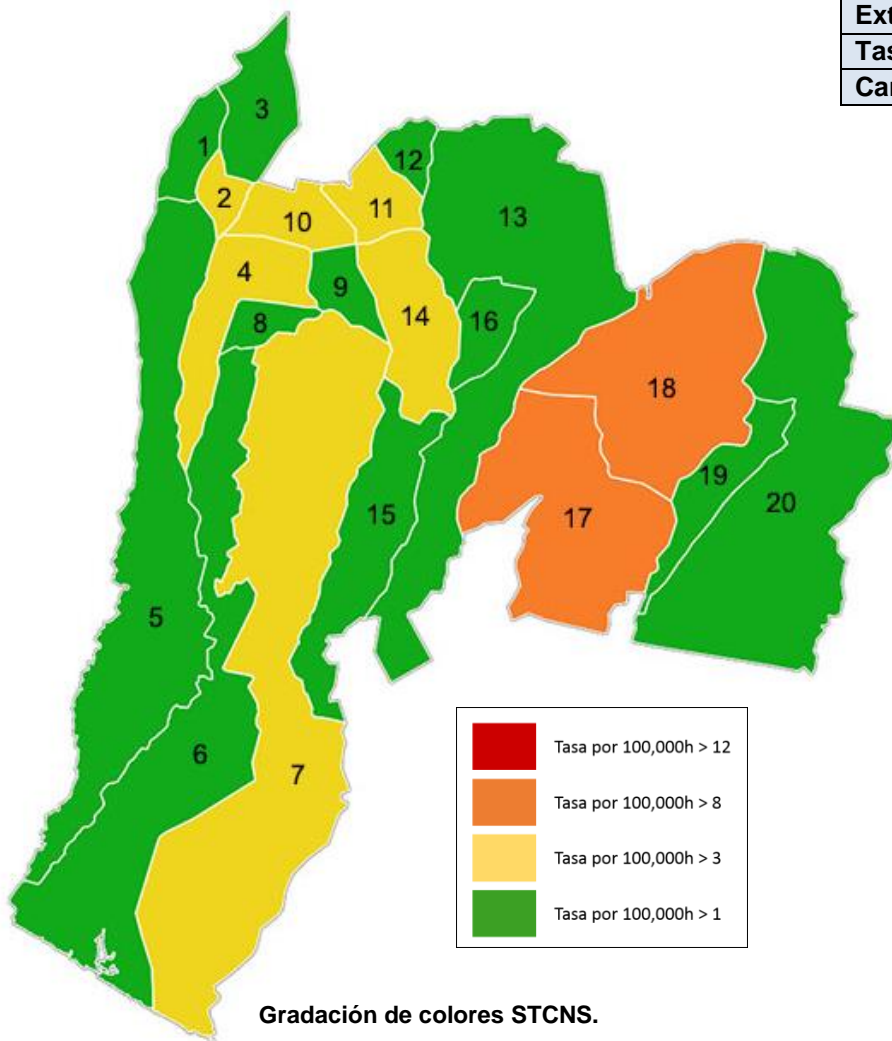 Ext
Tas
Car
3
1
12
2
11
10
13
4
9
8
14
16
18
19
20
15
17
5
6
7
Tasa por 100,000h > 12
Tasa por 100,000h > 8
Tasa por 100,000h > 3
Tasa por 100,000h > 1
Gradación de colores STCNS.